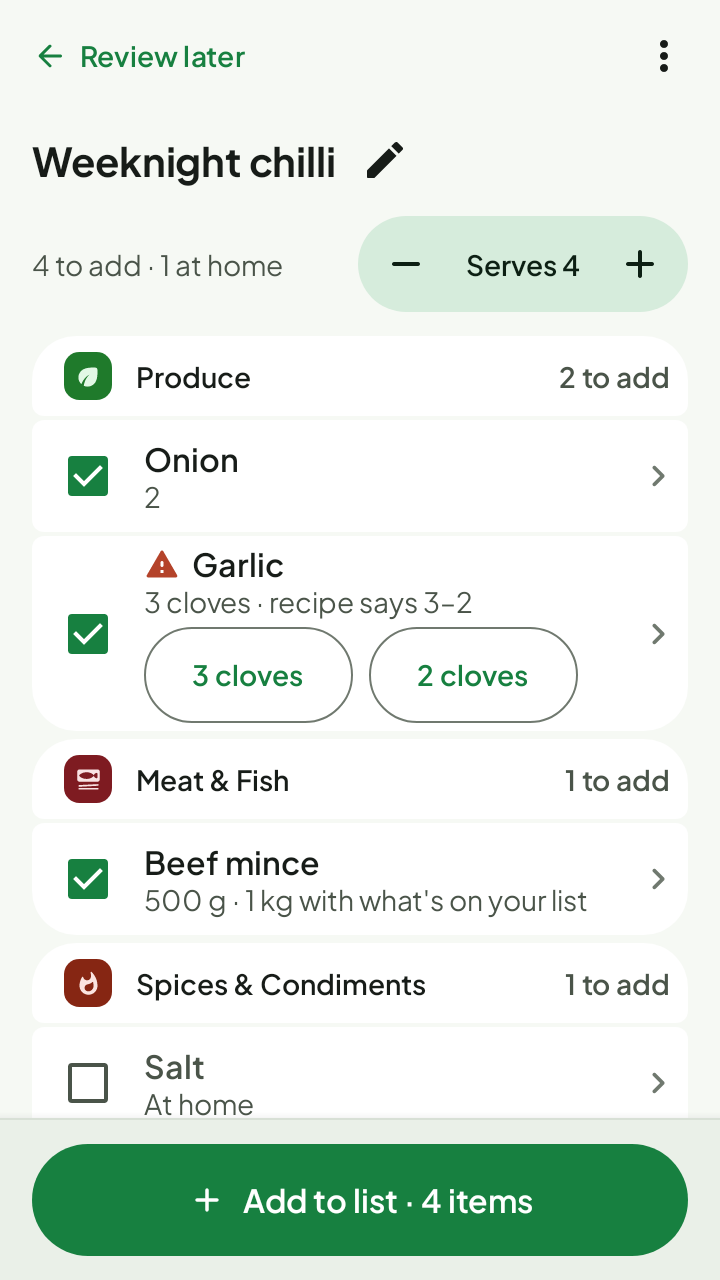 Review later
Weeknight chilli
4 to add · 1 at home
Serves 4
Produce
2 to add
Onion
2
Garlic
3 cloves · recipe says 3–2
3 cloves
2 cloves
Meat & Fish
1 to add
Beef mince
500 g · 1 kg with what's on your list
Spices & Condiments
1 to add
Salt
At home
Add to list · 4 items